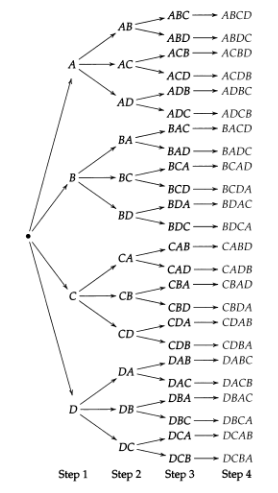 ABC ABCD
AB
ABD ABDC
ACB ACBD
A AC
ACD ACDB
ADB ADBC
AD
ADC ADCB
BAC BACD
BA
BAD BADC
BCA BCAD
B BC
BCD BCDA
BDA BDAC
BD
BDC BDCA
CAB CABD
CA
CAD CADB
CBA CBAD
C CB
CBD CBDA
CDA CDAB
CD
CDB CDBA
DAB DABC
DA
DAC DACB
DBA DBAC
D DB
DBC DBCA
DCA DCAB
DC
DCB DCBA
Step 1 Step 2 Step 3 Step 4